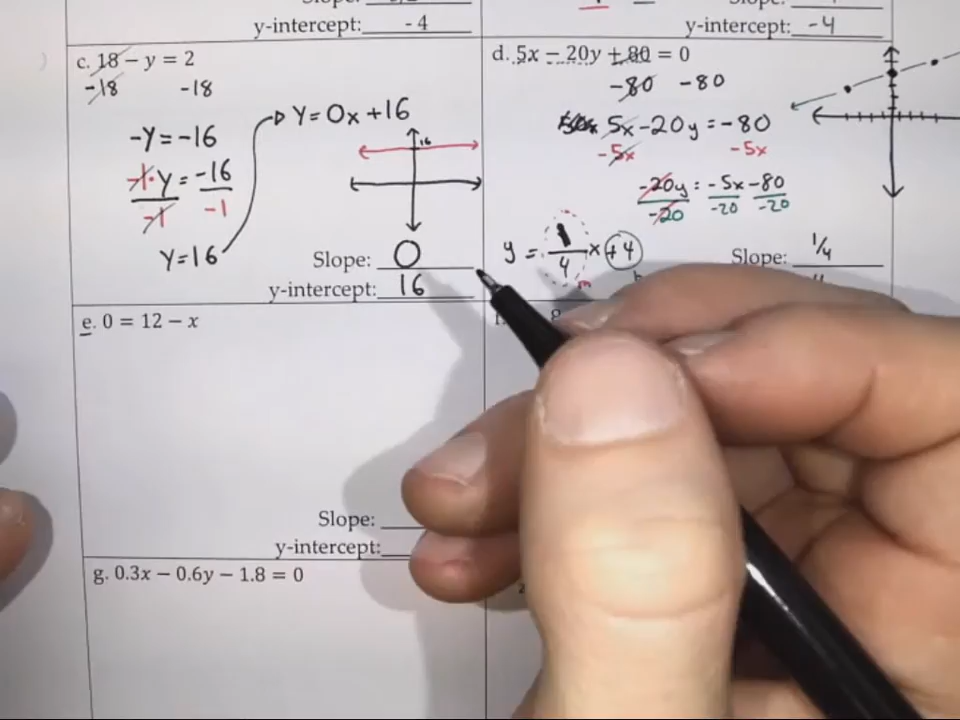 y-intercept: - 4
y-intercept: -4
c. 18 − y = 2
-18 -18
-y = -16
-1·y = -16
-1 -1
y = 16
y = 0x + 16
16
Slope: 0
y-intercept: 16
d. 5x − 20y + 80 = 0
-80 -80
5x - 20y = -80
-5x -5x
-20y = -5x -80
-20 -20 -20
y = 1/4 x + 4
m
Slope: 1/4
e. 0 = 12 − x
Slope:
y-intercept:
g. 0.3x − 0.6y − 1.8 = 0